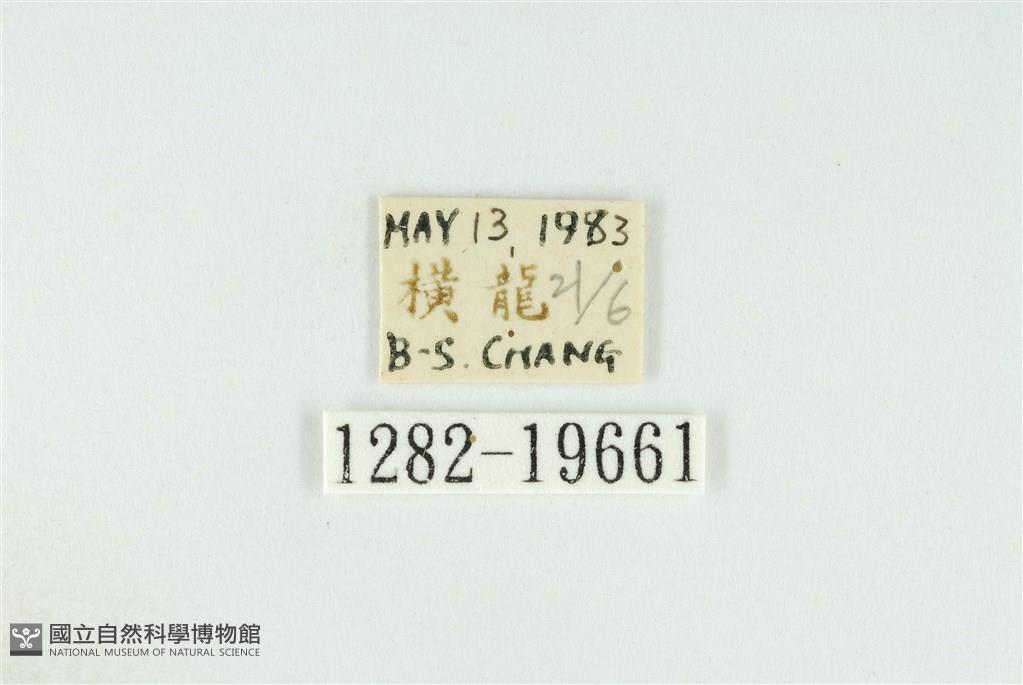 MAY 13, 1983
橫龍 21/6
B-S. CHANG
1282-19661
國立自然科學博物館
NATIONAL MUSEUM OF NATURAL SCIENCE